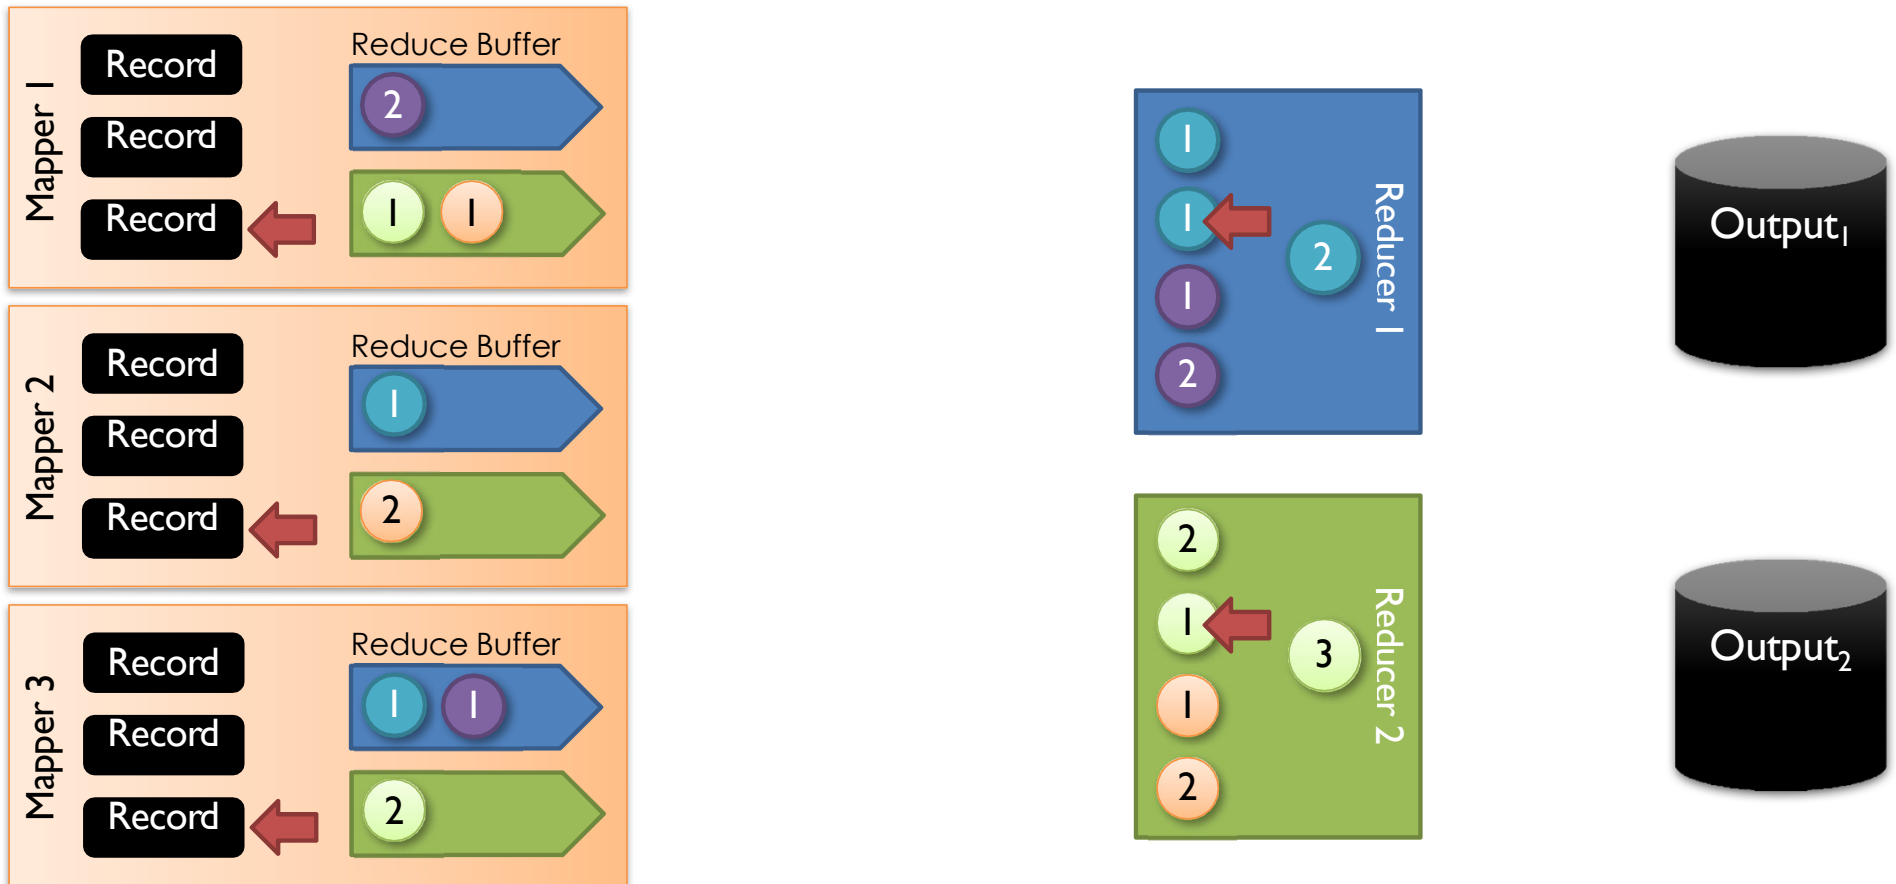 Mapper 1
Record
Record
Record
Reduce Buffer
2
1 1
Mapper 2
Record
Record
Record
Reduce Buffer
1
2
Mapper 3
Record
Record
Record
Reduce Buffer
1 1
2
Reducer 1
1
1
2
1
2
Reducer 2
2
1
3
1
2
Output1
Output2